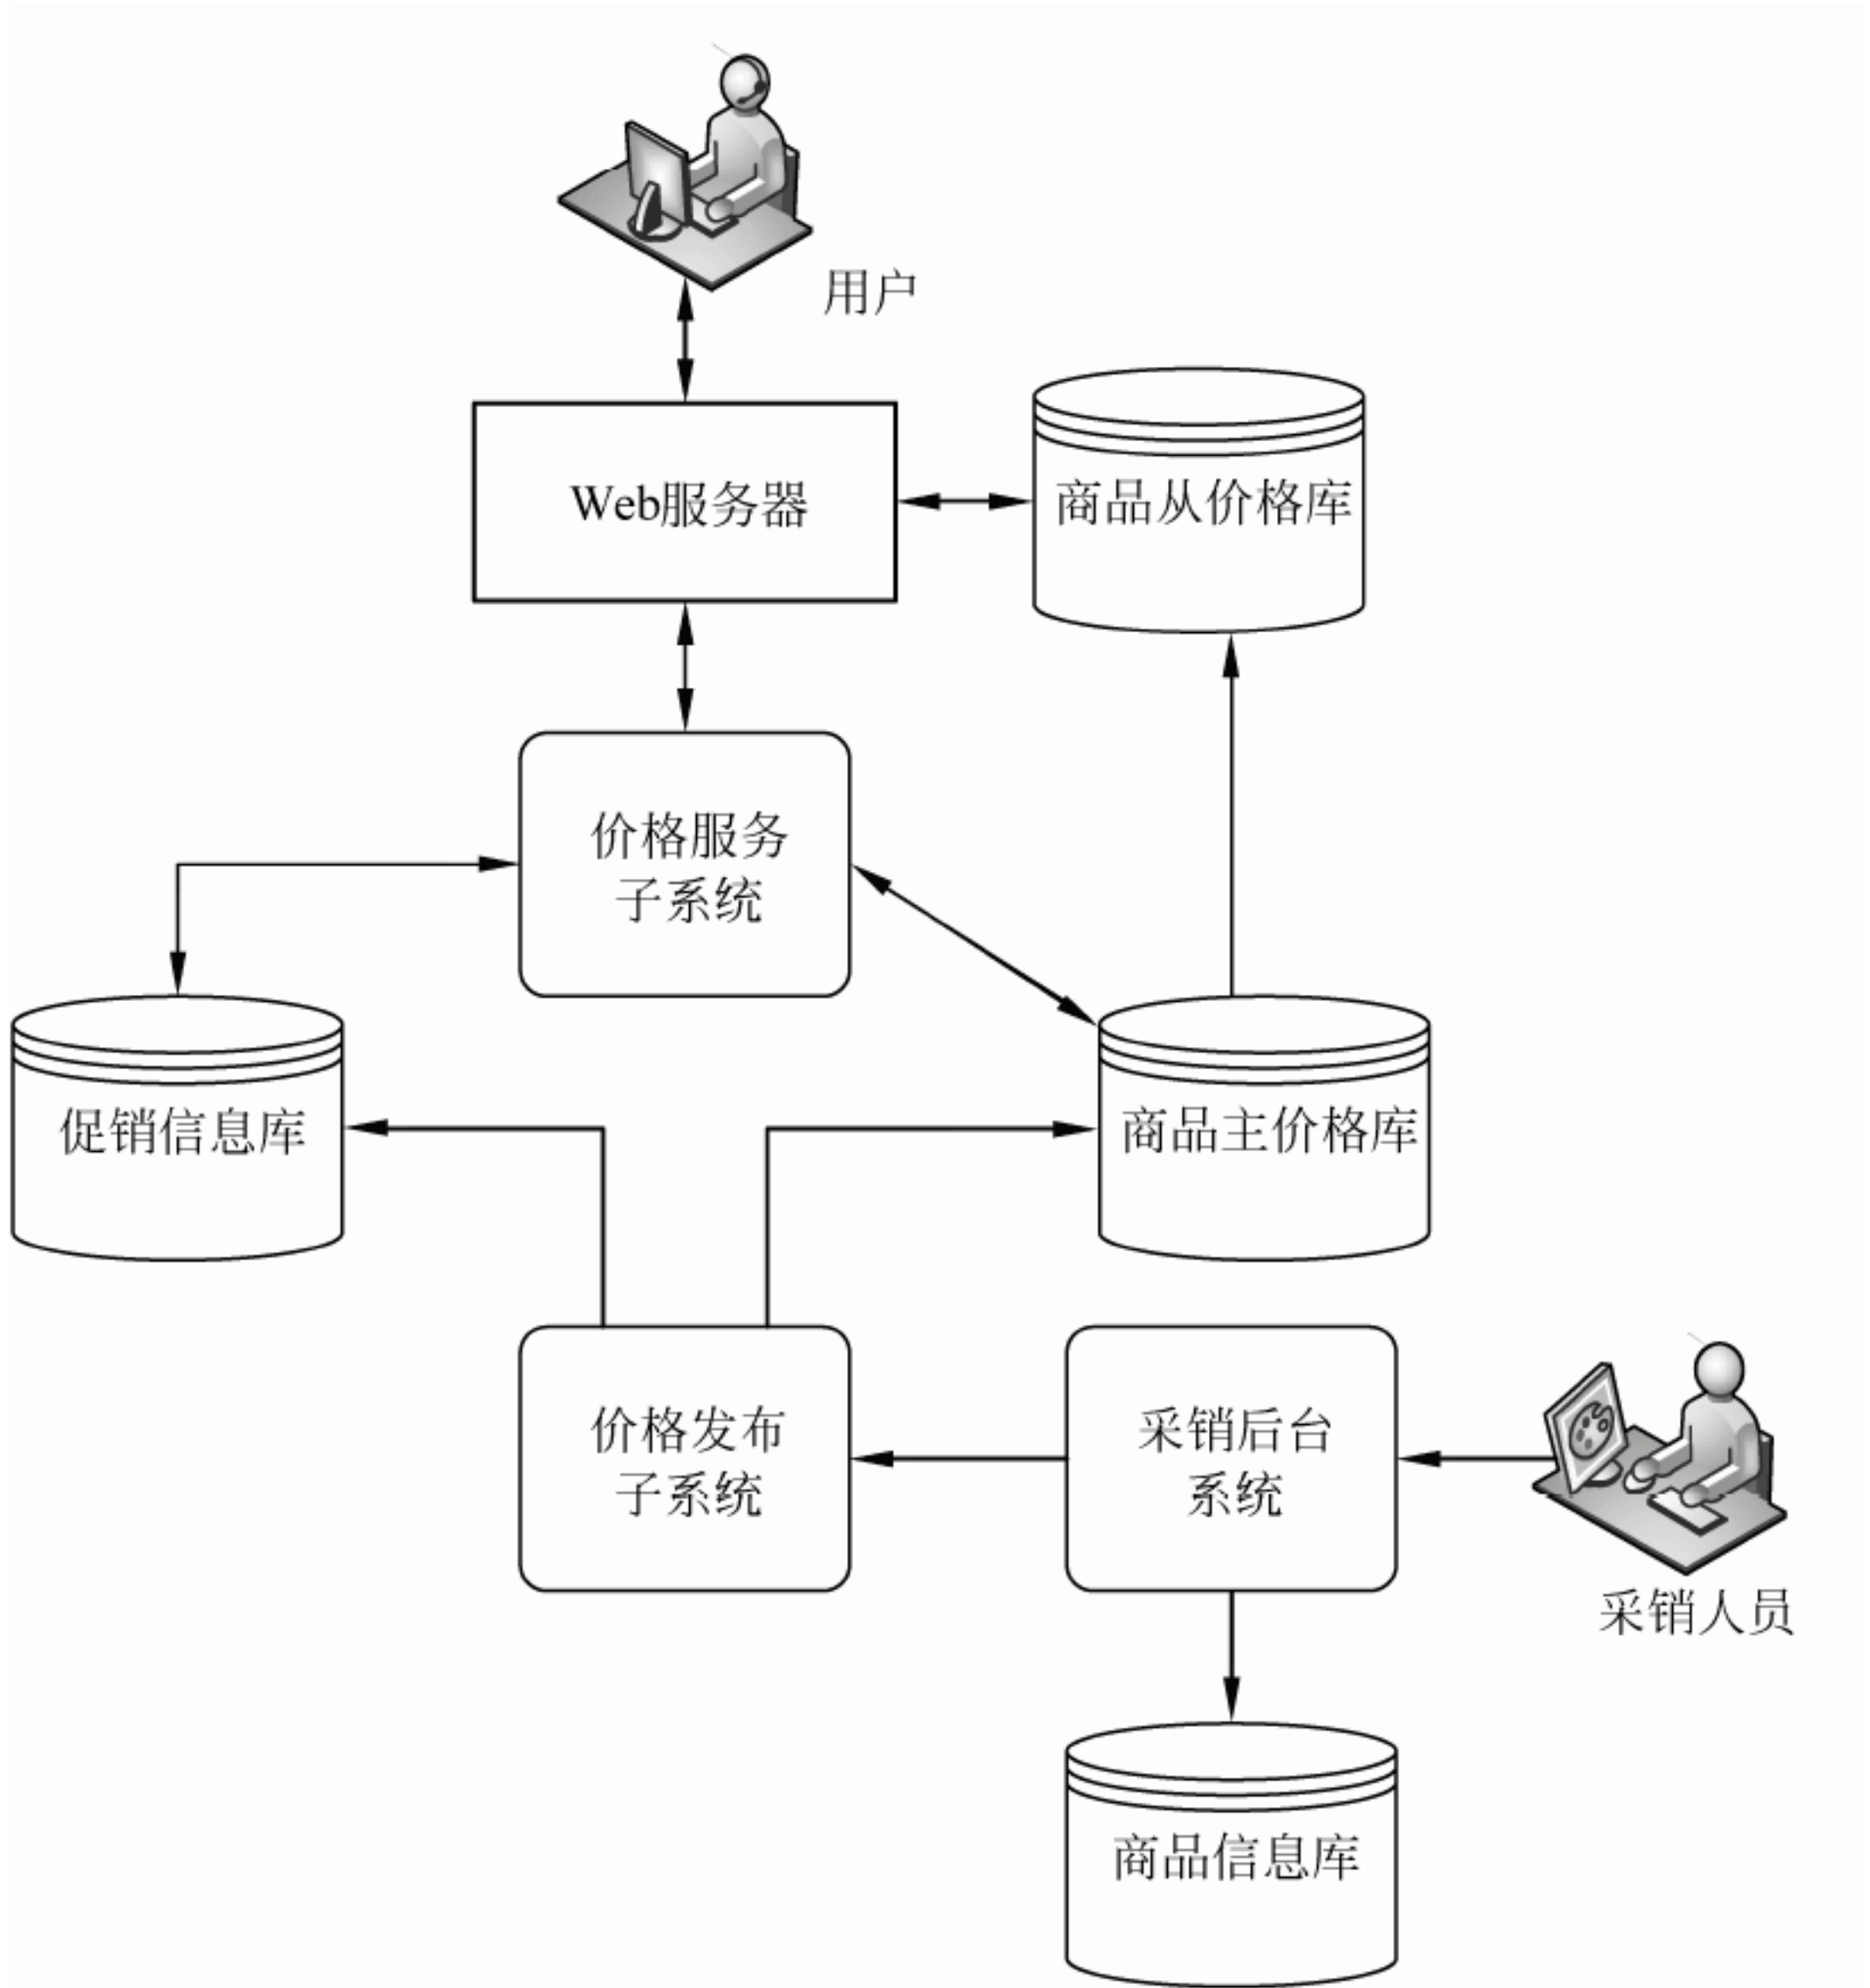 用户
Web服务器
商品从价格库
价格服务
子系统
促销信息库
商品主价格库
价格发布
子系统
采销后台
系统
采销人员
商品信息库